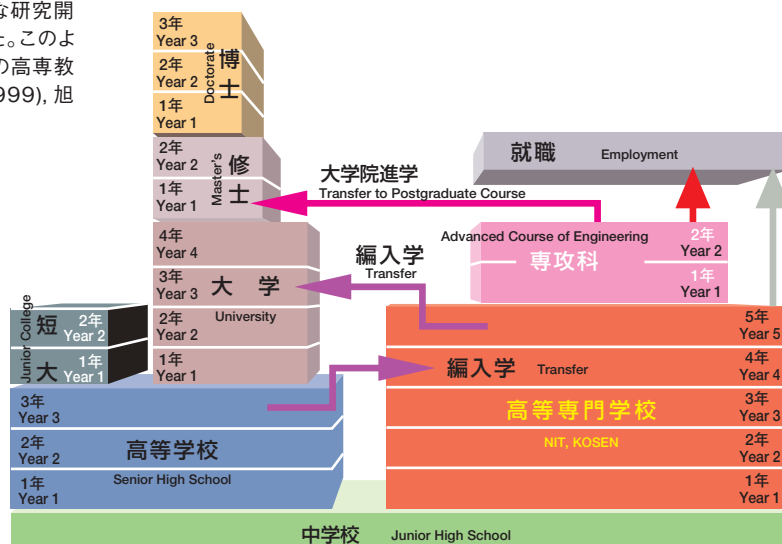 な研究開
た。このよ
の高専教
999), 旭
3年
Year 3
2年
Year 2
1年
Year 1
博士
Doctorate
2年
Year 2
1年
Year 1
修士
Master's
大学院進学
Transfer to Postgraduate Course
就職 Employment
4年
Year 4
3年
Year 3
2年
Year 2
1年
Year 1
大学
University
編入学
Transfer
Advanced Course of Engineering
専攻科
2年
Year 2
1年
Year 1
短大
Junior College
2年
Year 2
1年
Year 1
5年
Year 5
4年
Year 4
3年
Year 3
2年
Year 2
1年
Year 1
編入学 Transfer
高等専門学校
NIT, KOSEN
3年
Year 3
2年
Year 2
1年
Year 1
高等学校
Senior High School
中学校 Junior High School